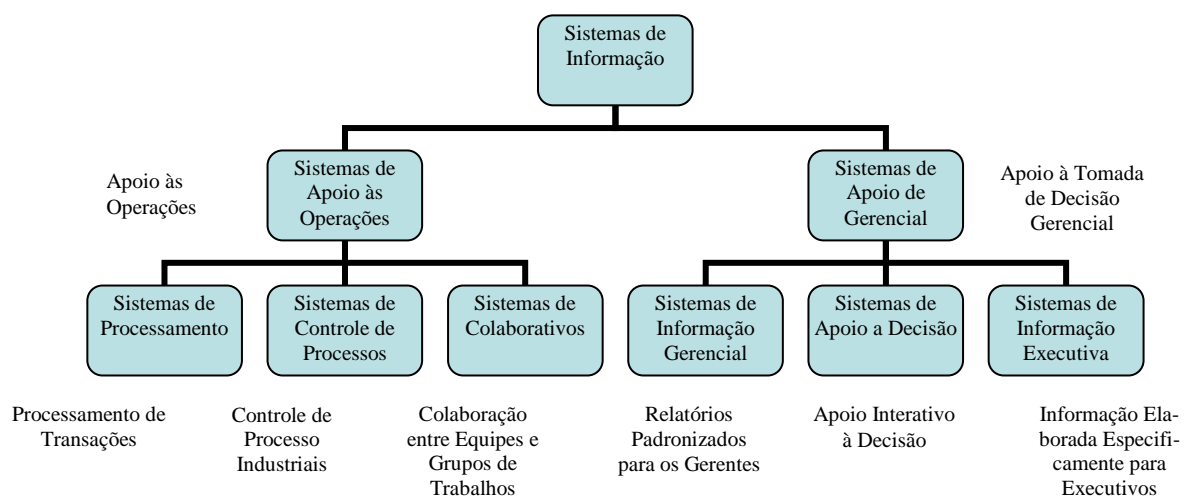 Sistemas de
Informação
Apoio às
Operações
Sistemas de
Apoio às
Operações
Sistemas de
Apoio de
Gerencial
Apoio à Tomada
de Decisão
Gerencial
Sistemas de
Processamento
Sistemas de
Controle de
Processos
Sistemas de
Colaborativos
Sistemas de
Informação
Gerencial
Sistemas de
Apoio a Decisão
Sistemas de
Informação
Executiva
Processamento de
Transações
Controle de
Processo
Industriais
Colaboração
entre Equipes e
Grupos de
Trabalhos
Relatórios
Padronizados
para os Gerentes
Apoio Interativo
à Decisão
Informação Ela-
borada Especifi-
camente para
Executivos